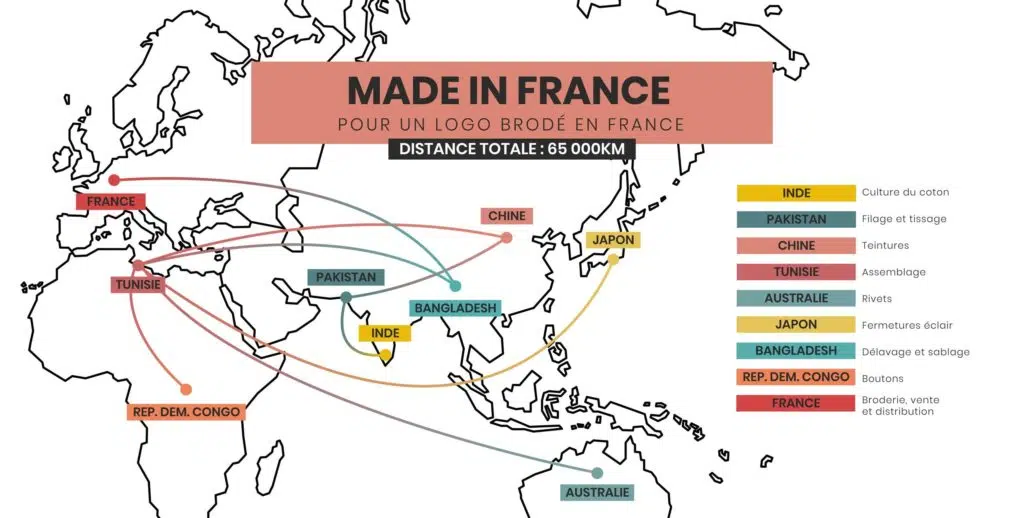 MADE IN FRANCE
POUR UN LOGO BRODÉ EN FRANCE
DISTANCE TOTALE : 65 000KM
FRANCE
CHINE
JAPON
TUNISIE
PAKISTAN
BANGLADESH
INDE
REP. DEM. CONGO
AUSTRALIE
INDE Culture du coton
PAKISTAN Filage et tissage
CHINE Teintures
TUNISIE Assemblage
AUSTRALIE Rivets
JAPON Fermetures éclair
BANGLADESH Délavage et sablage
REP. DEM. CONGO Boutons
FRANCE Broderie, vente
et distribution